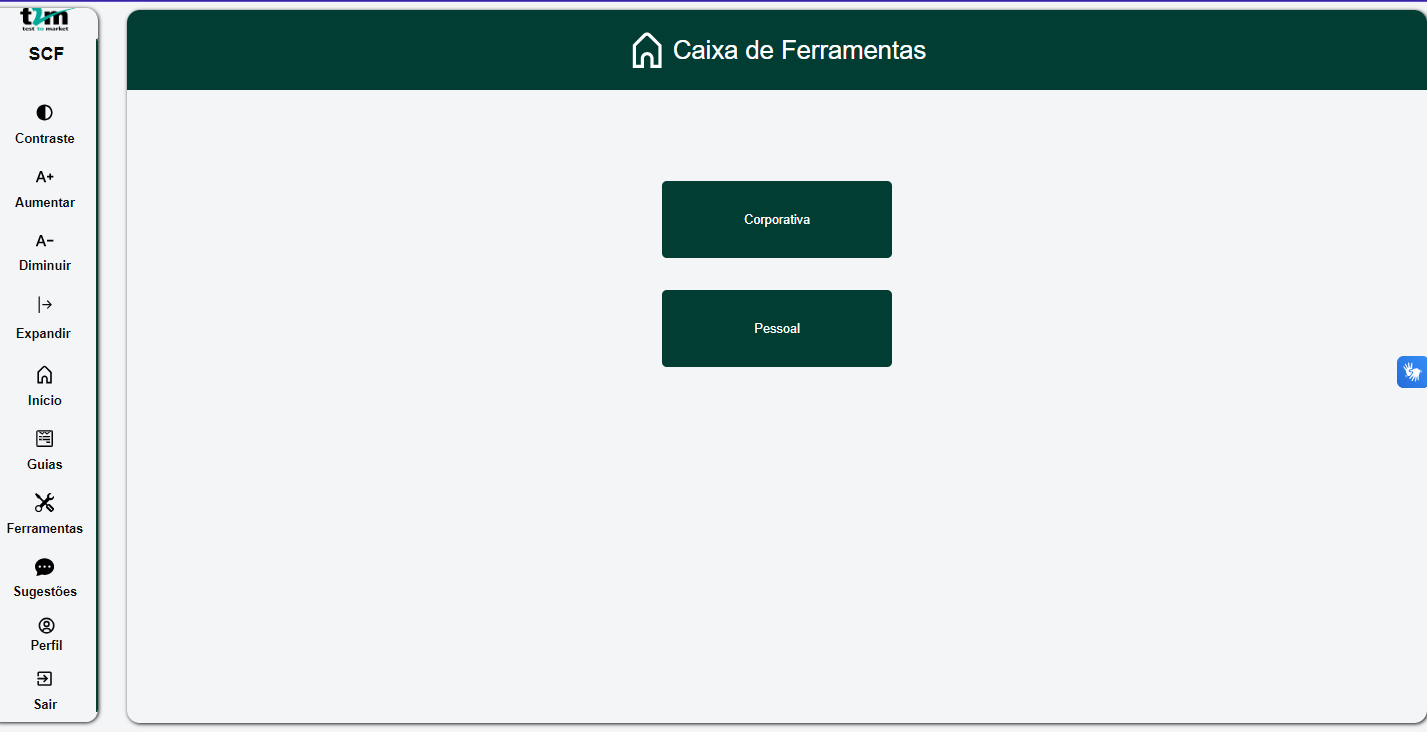 t2m
test to market
SCF
Contraste
A+
Aumentar
A-
Diminuir
Expandir
Início
Guias
Ferramentas
Sugestões
Perfil
Sair
Caixa de Ferramentas
Corporativa
Pessoal